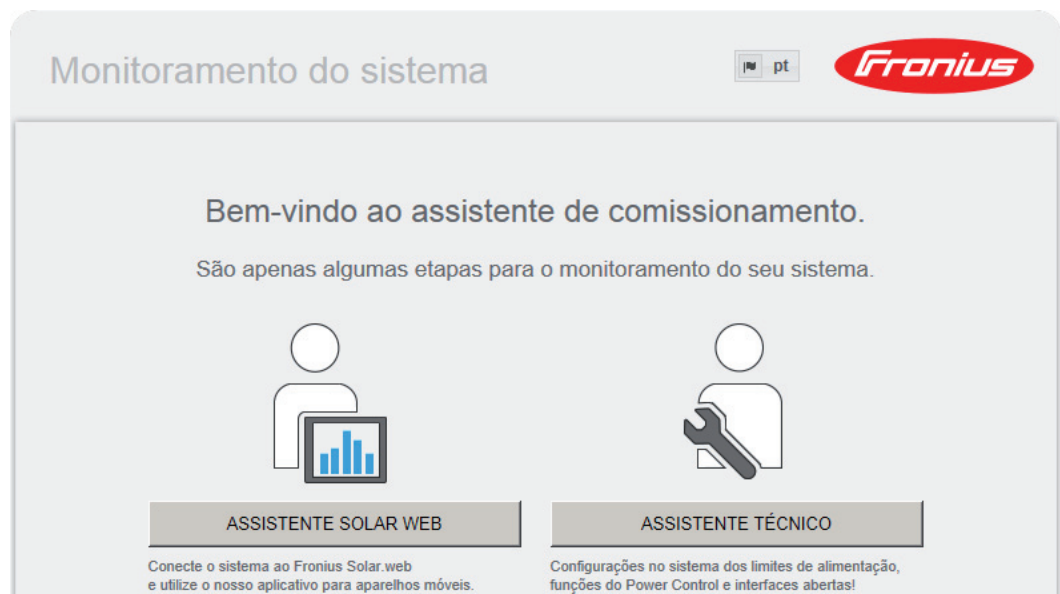 Monitoramento do sistema
pt
Fronius
Bem-vindo ao assistente de comissionamento.
São apenas algumas etapas para o monitoramento do seu sistema.
ASSISTENTE SOLAR WEB
ASSISTENTE TÉCNICO
Conecte o sistema ao Fronius Solar.web
e utilize o nosso aplicativo para aparelhos móveis.
Configurações no sistema dos limites de alimentação,
funções do Power Control e interfaces abertas!